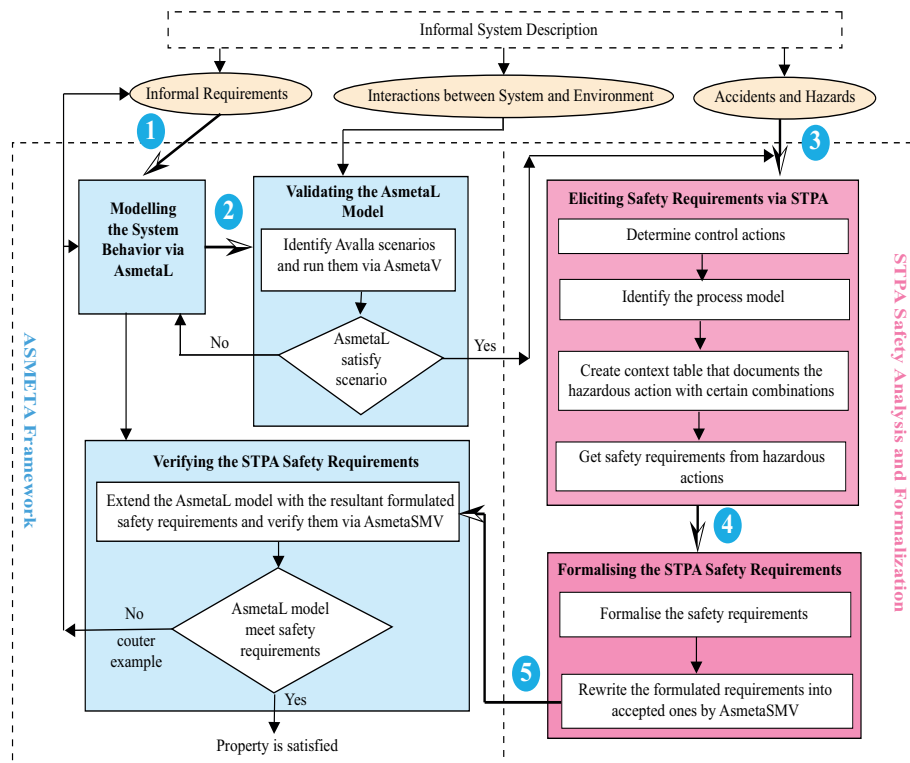 Informal System Description
Informal Requirements
Interactions between System and Environment
Accidents and Hazards
1
3
Modelling
the System
Behavior via
AsmetaL
2
Validating the AsmetaL
Model
Identify Avalla scenarios
and run them via AsmetaV
AsmetaL
satisfy
scenario
No
Yes
Eliciting Safety Requirements via STPA
Determine control actions
Identify the process model
Create context table that documents the
hazardous action with certain combinations
Get safety requirements from hazardous
actions
4
Verifying the STPA Safety Requirements
Extend the AsmetaL model with the resultant formulated
safety requirements and verify them via AsmetaSMV
AsmetaL model
meet safety
requirements
No
couter
example
Yes
Property is satisfied
Formalising the STPA Safety Requirements
Formalise the safety requirements
Rewrite the formulated requirements into
accepted ones by AsmetaSMV
5
ASMETA Framework
STPA Safety Analysis and Formalization